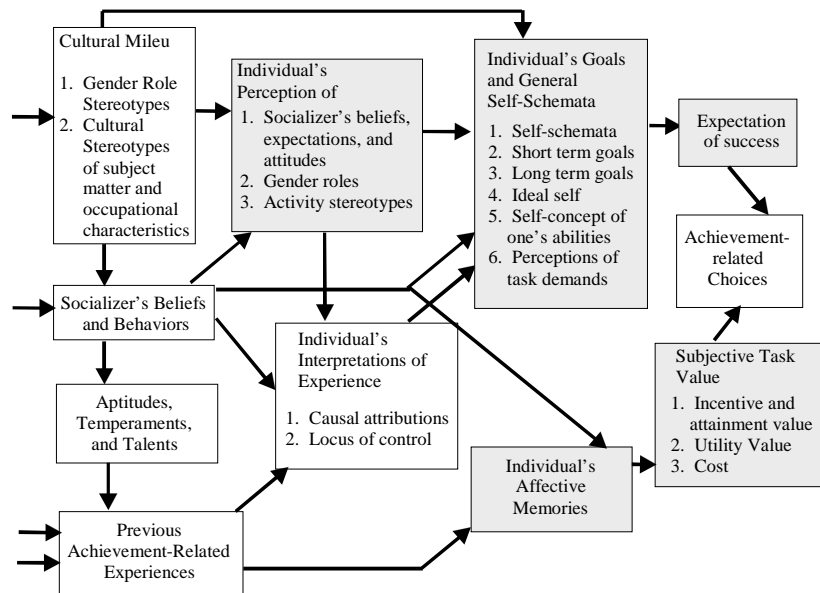 Cultural Mileu
1. Gender Role
Stereotypes
2. Cultural
Stereotypes
of subject
matter and
occupational
characteristics
Individual's
Perception of
1. Socializer's beliefs,
expectations, and
attitudes
2. Gender roles
3. Activity stereotypes
Individual's Goals
and General
Self-Schemata
1. Self-schemata
2. Short term goals
3. Long term goals
4. Ideal self
5. Self-concept of
one's abilities
6. Perceptions of
task demands
Expectation
of success
Achievement-
related
Choices
Socializer's Beliefs
and Behaviors
Individual's
Interpretations of
Experience
1. Causal attributions
2. Locus of control
Subjective Task
Value
1. Incentive and
attainment value
2. Utility Value
3. Cost
Aptitudes,
Temperaments,
and Talents
Individual's
Affective
Memories
Previous
Achievement-Related
Experiences